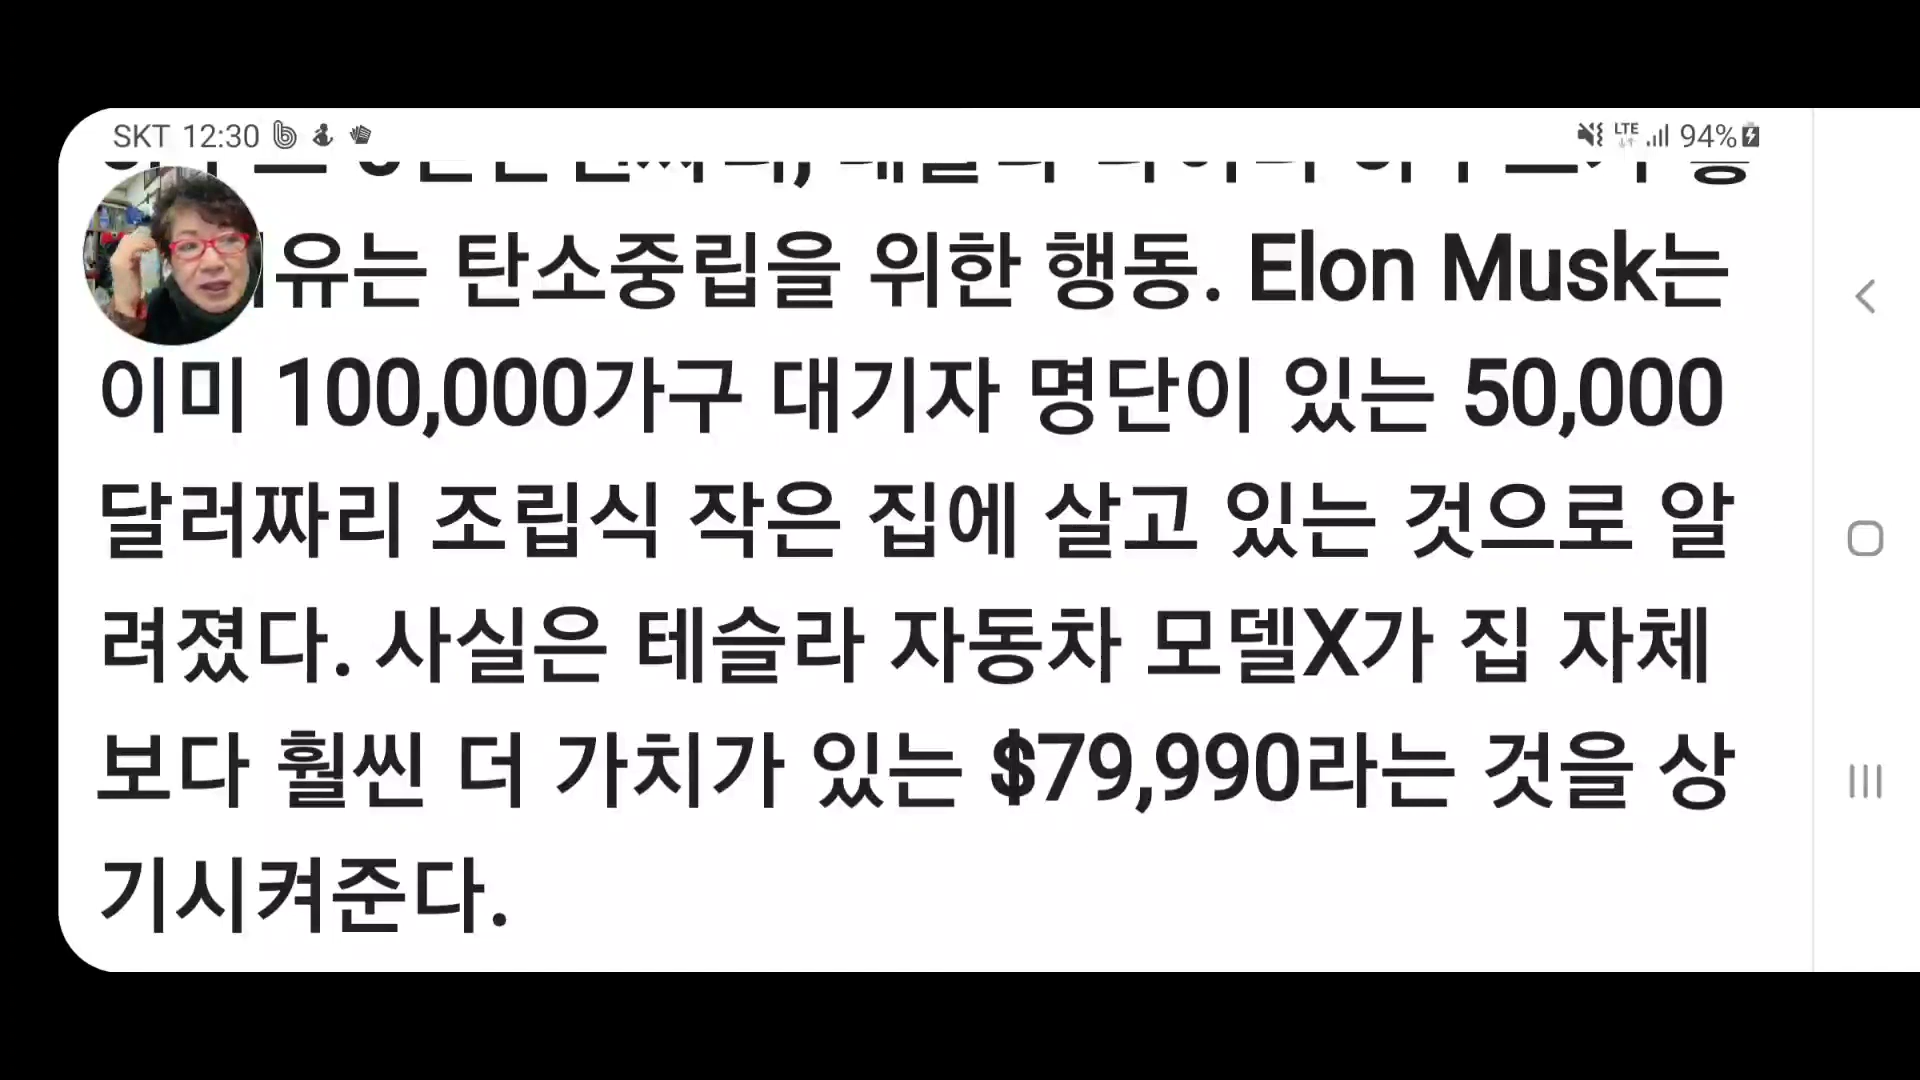 SKT 12:30
LTE 94%
유는 탄소중립을 위한 행동. Elon Musk는
이미 100,000가구 대기자 명단이 있는 50,000
달러짜리 조립식 작은 집에 살고 있는 것으로 알
려졌다. 사실은 테슬라 자동차 모델X가 집 자체
보다 훨씬 더 가치가 있는 $79,990라는 것을 상
기시켜준다.